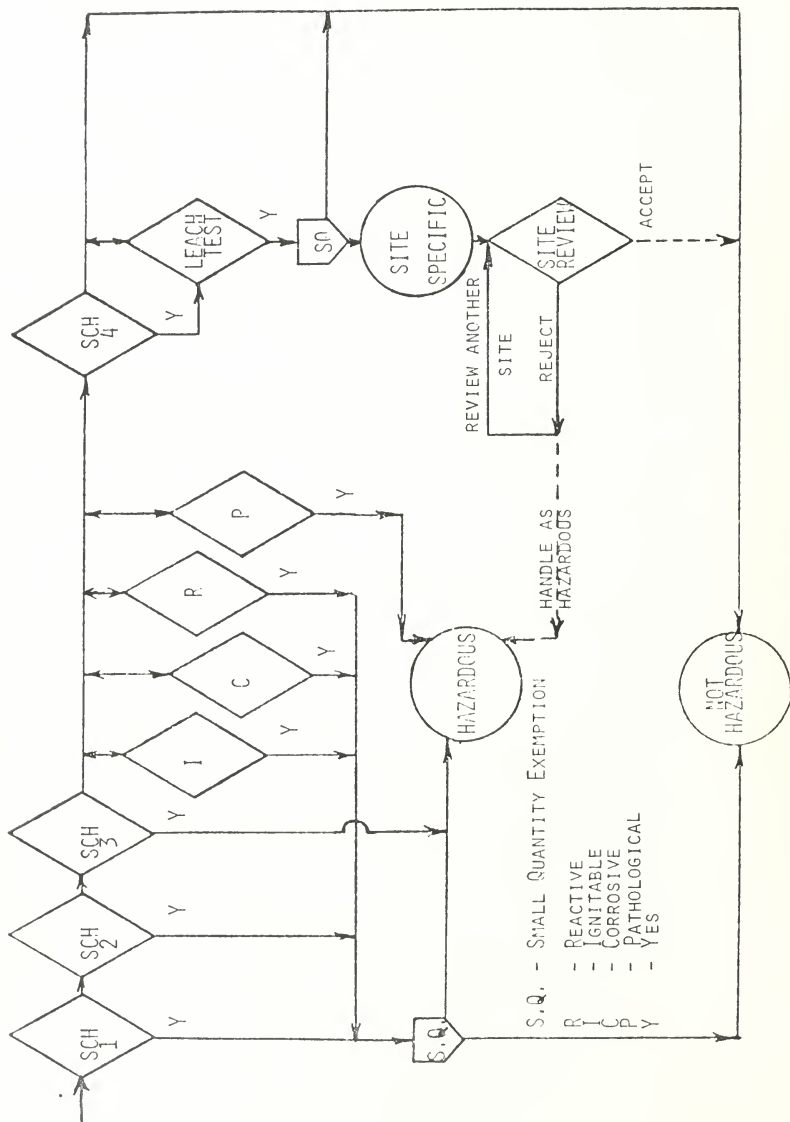 SCH
1
Y
SCH
2
Y
SCH
3
Y
I
Y
C
Y
R
Y
P
Y
SCH
4
Y
LEACH
TEST
Y
SQ
SITE
SPECIFIC
SITE
REVIEW
ACCEPT
REVIEW ANOTHER
SITE
REJECT
HANDLE AS
HAZARDOUS
HAZARDOUS
S.Q.
NOT
HAZARDOUS
S.Q. - SMALL QUANTITY EXEMPTION
R - REACTIVE
I - IGNITABLE
C - CORROSIVE
P - PATHOLOGICAL
Y - YES